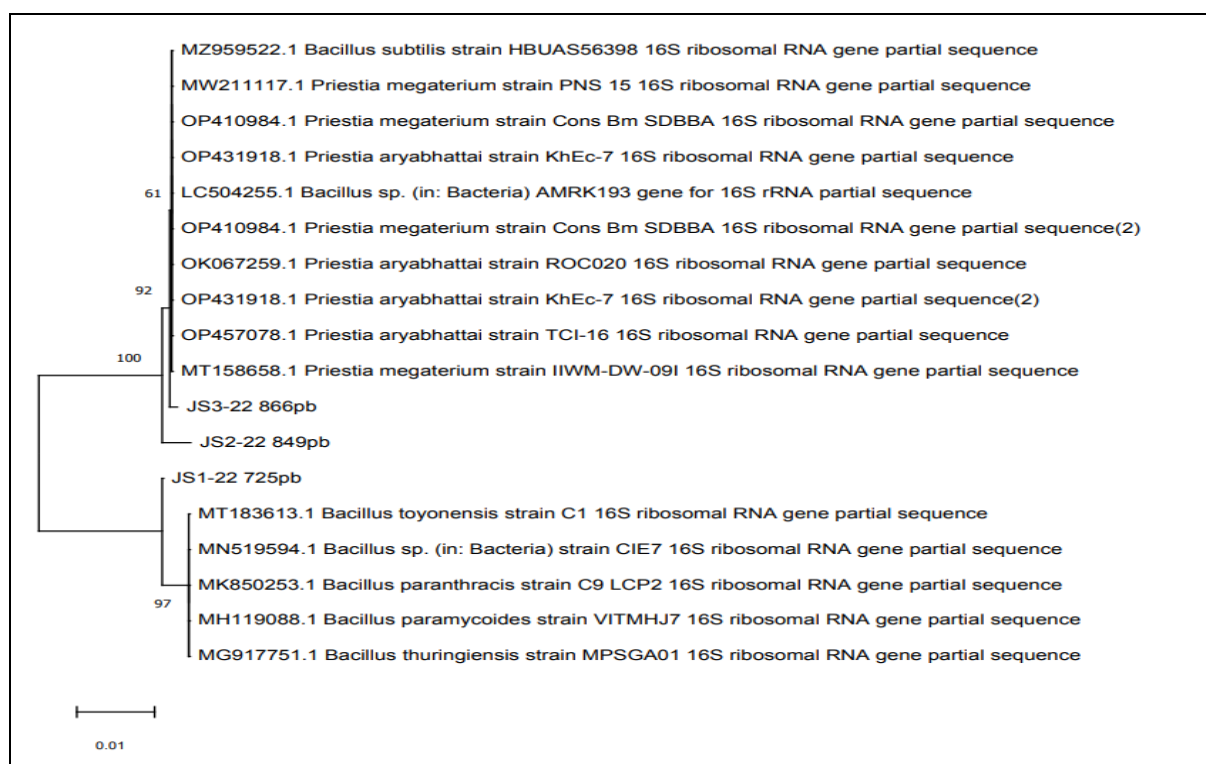 MZ959522.1 Bacillus subtilis strain HBUAS56398 16S ribosomal RNA gene partial sequence
MW211117.1 Priestia megaterium strain PNS 15 16S ribosomal RNA gene partial sequence
OP410984.1 Priestia megaterium strain Cons Bm SDBBA 16S ribosomal RNA gene partial sequence
OP431918.1 Priestia aryabhattai strain KhEc-7 16S ribosomal RNA gene partial sequence
61 LC504255.1 Bacillus sp. (in: Bacteria) AMRK193 gene for 16S rRNA partial sequence
OP410984.1 Priestia megaterium strain Cons Bm SDBBA 16S ribosomal RNA gene partial sequence(2)
OK067259.1 Priestia aryabhattai strain ROC020 16S ribosomal RNA gene partial sequence
92
OP431918.1 Priestia aryabhattai strain KhEc-7 16S ribosomal RNA gene partial sequence(2)
OP457078.1 Priestia aryabhattai strain TCI-16 16S ribosomal RNA gene partial sequence
100
MT158658.1 Priestia megaterium strain IIWM-DW-09I 16S ribosomal RNA gene partial sequence
JS3-22 866pb
JS2-22 849pb
JS1-22 725pb
MT183613.1 Bacillus toyonensis strain C1 16S ribosomal RNA gene partial sequence
MN519594.1 Bacillus sp. (in: Bacteria) strain CIE7 16S ribosomal RNA gene partial sequence
MK850253.1 Bacillus paranthracis strain C9 LCP2 16S ribosomal RNA gene partial sequence
97
MH119088.1 Bacillus paramycoides strain VITMHJ7 16S ribosomal RNA gene partial sequence
MG917751.1 Bacillus thuringiensis strain MPSGA01 16S ribosomal RNA gene partial sequence
0.01